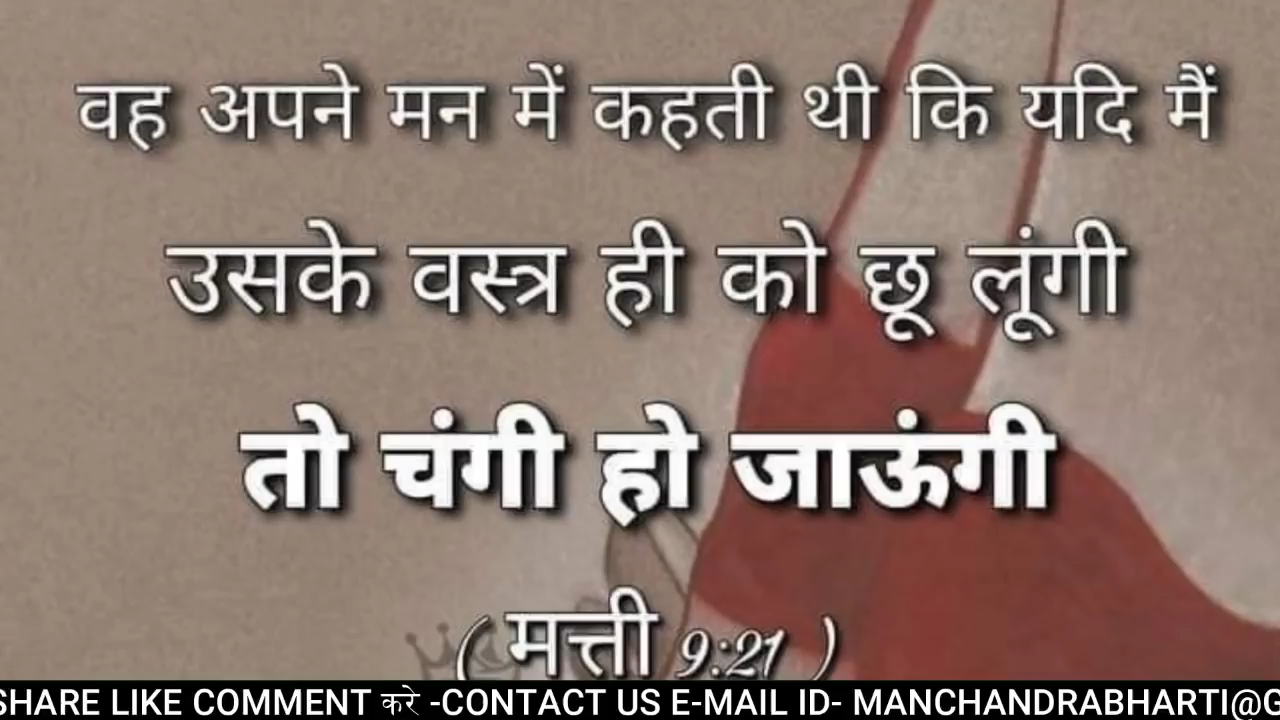 वह अपने मन में कहती थी कि यदि मैं
उसके वस्त्र ही को छू लूंगी
तो चंगी हो जाऊंगी
( मत्ती 9:21 )
SHARE LIKE COMMENT करे -CONTACT US E-MAIL ID- MANCHANDRABHARTI@G